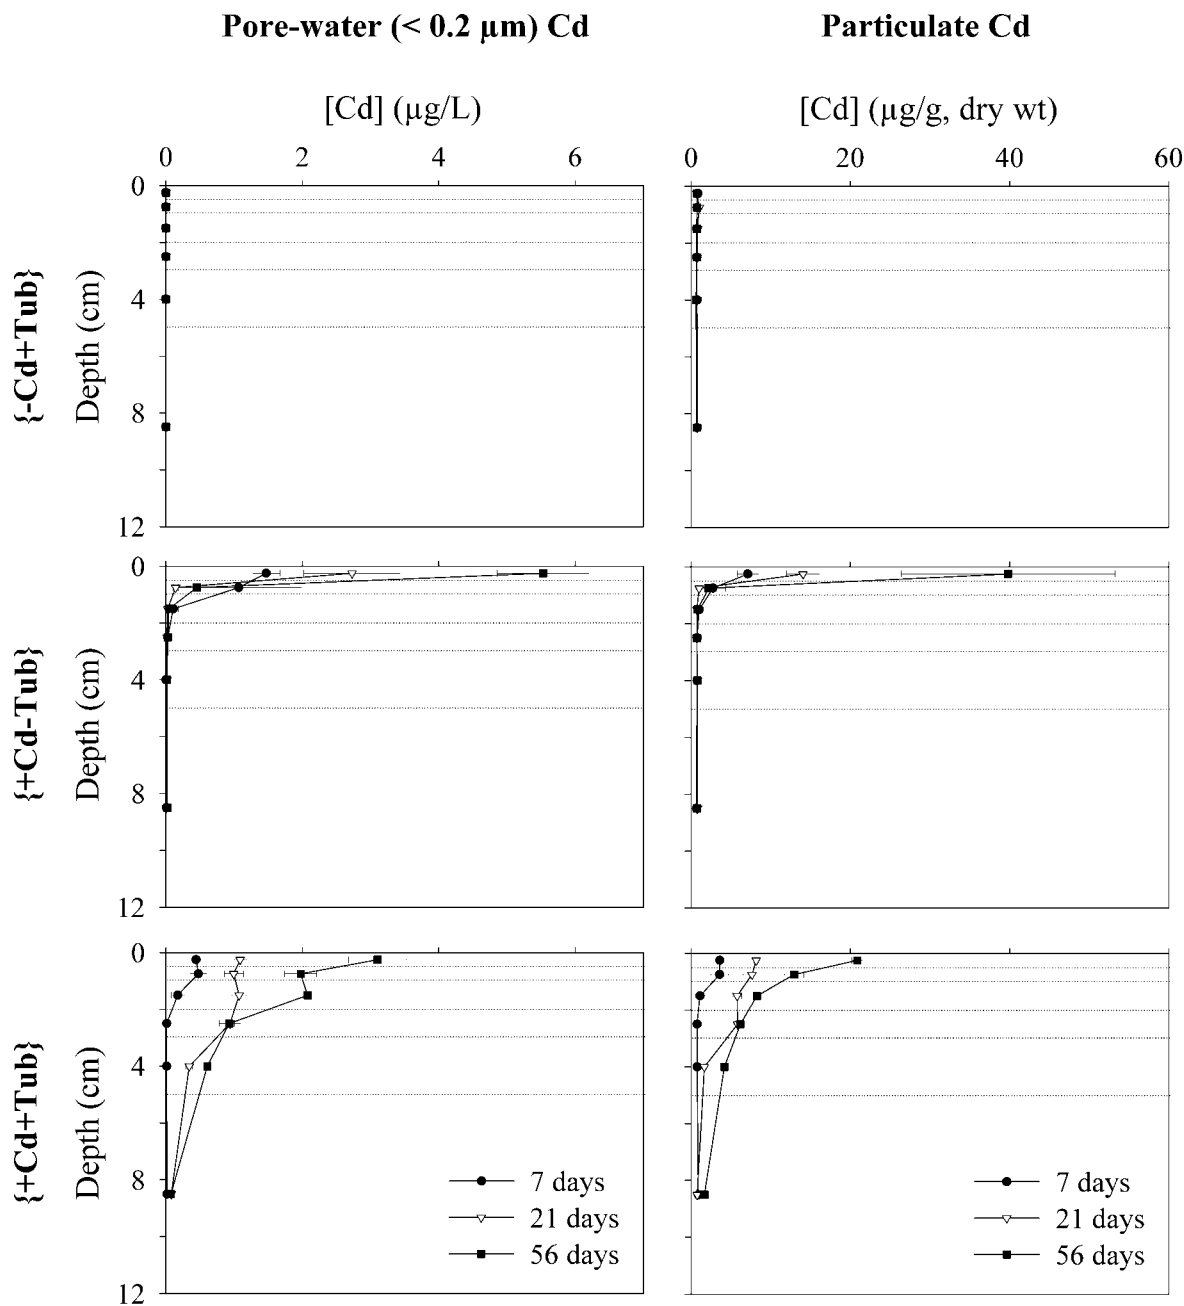 Pore-water (< 0.2 µm) Cd
Particulate Cd
[Cd] (µg/L)
[Cd] (µg/g, dry wt)
0 2 4 6
0 20 40 60
{-Cd+Tub}
Depth (cm)
0
4
8
12
{+Cd-Tub}
Depth (cm)
0
4
8
12
{+Cd+Tub}
Depth (cm)
0
4
8
12
7 days
21 days
56 days
7 days
21 days
56 days